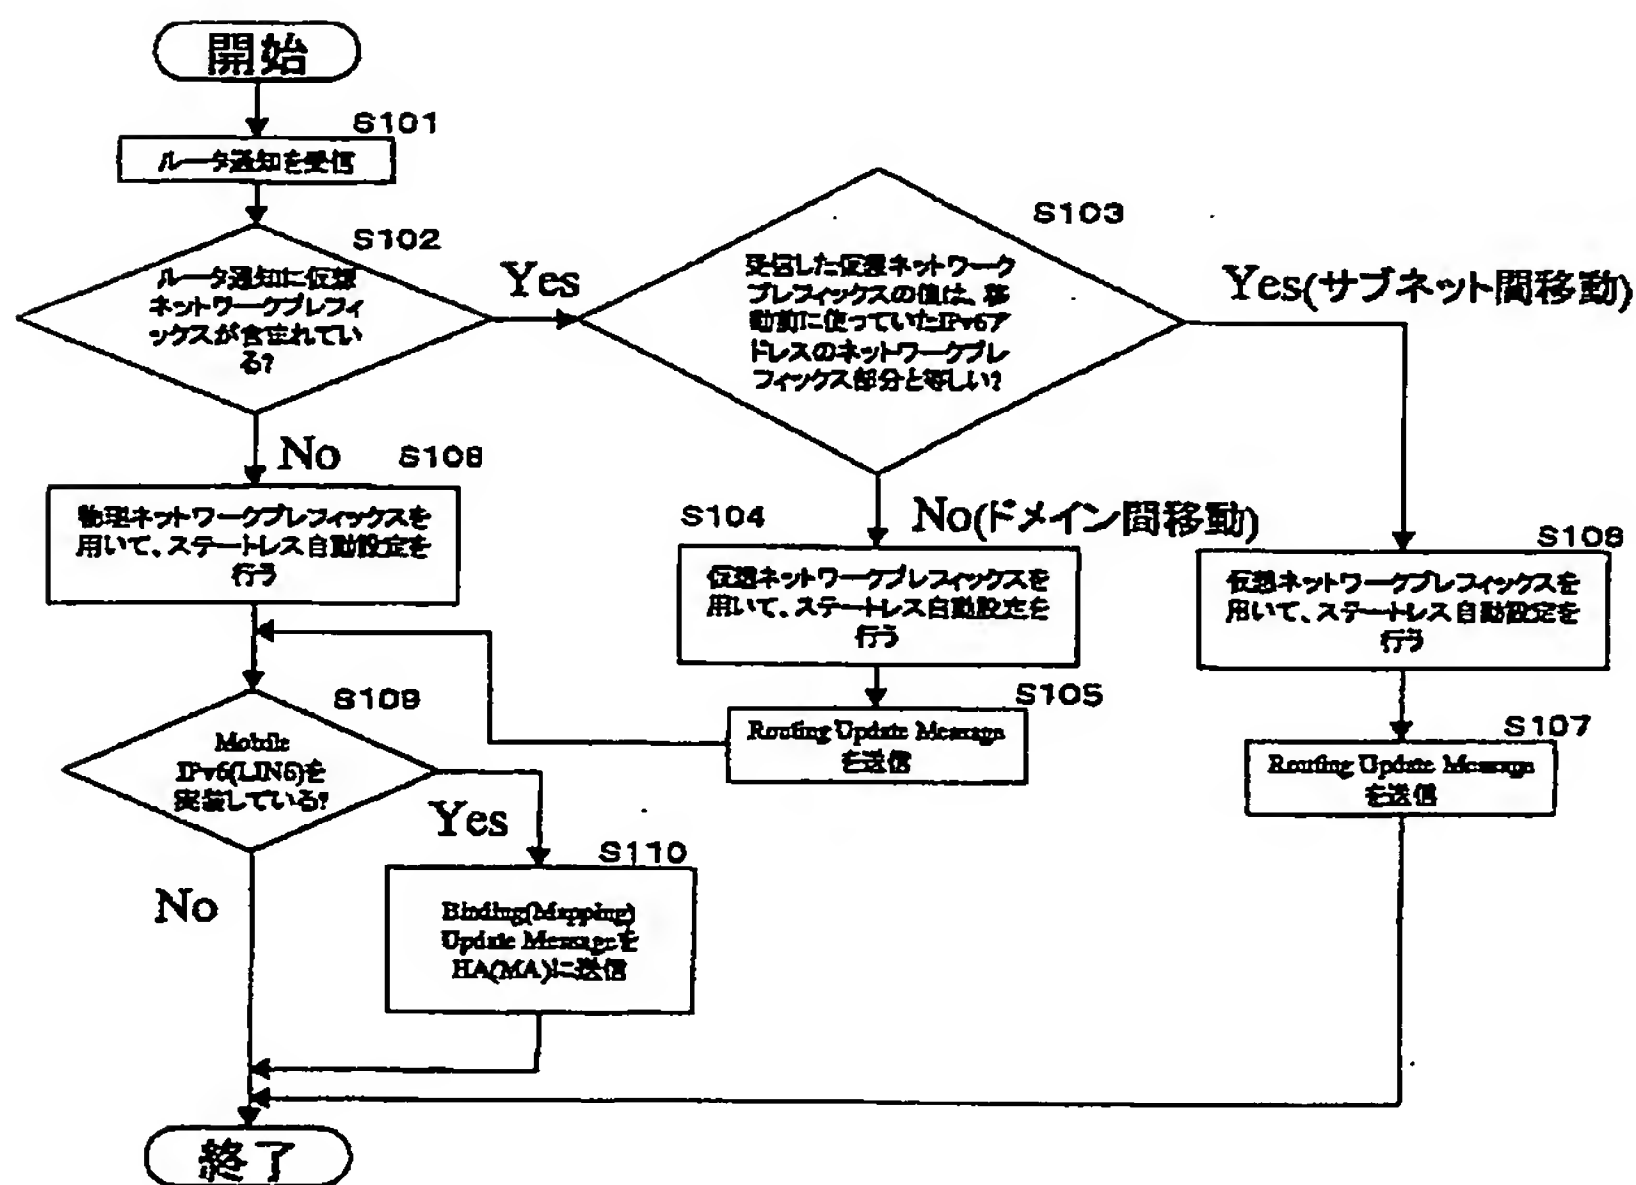 開始
S101
ルータ通知を受信
S102
ルータ通知に仮想
ネットワークプレフィ
ックスが含まれてい
る?
Yes
No
S103
受信した仮想ネットワーク
プレフィックスの値は、移
動前に使っていたIPv6ア
ドレスのネットワークプレ
フィックス部分と等しい?
Yes(サブネット間移動)
No(ドメイン間移動)
S108
物理ネットワークプレフィックスを
用いて、ステートレス自動設定を
行う
S104
仮想ネットワークプレフィックスを
用いて、ステートレス自動設定を
行う
S106
仮想ネットワークプレフィックスを
用いて、ステートレス自動設定を
行う
S105
Routing Update Message
を送信
S107
Routing Update Message
を送信
S109
Mobile
IPv6(LIN6)を
実装している?
Yes
No
S110
Binding(Mapping)
Update Messageを
HA(MA)に送信
終了